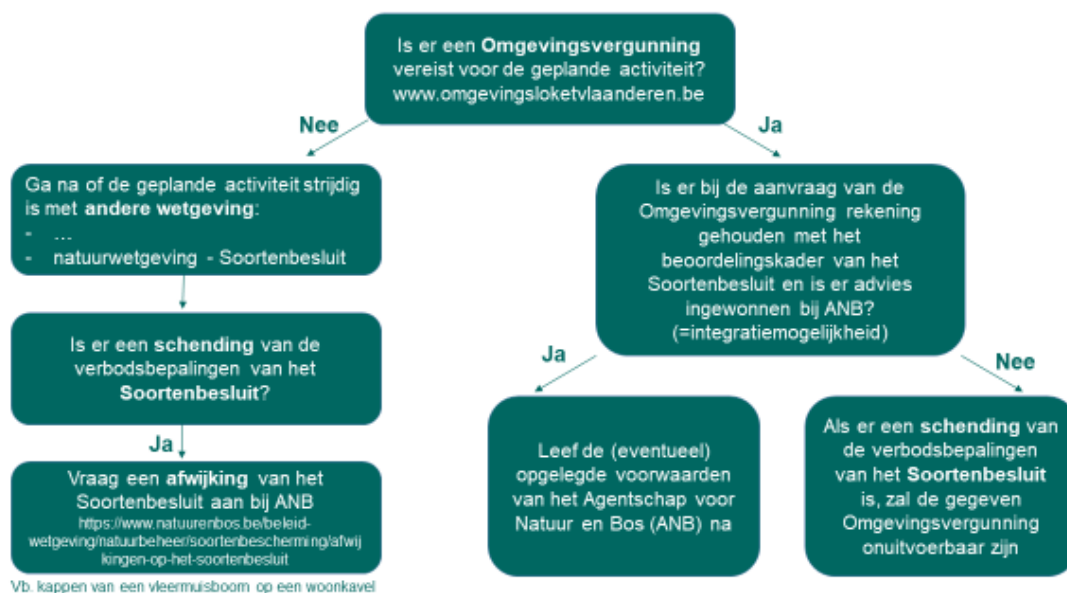 Is er een Omgevingsvergunning
vereist voor de geplande activiteit?
www.omgevingsloketvlaanderen.be
Nee
Ja
Ga na of de geplande activiteit strijdig
is met andere wetgeving:
- ...
- natuurwetgeving - Soortenbesluit
Is er bij de aanvraag van de
Omgevingsvergunning rekening
gehouden met het
beoordelingskader van het
Soortenbesluit en is er advies
ingewonnen bij ANB?
(=integratiemogelijkheid)
Is er een schending van de
verbodsbepalingen van het
Soortenbesluit?
Ja
Nee
Ja
Vraag een afwijking van het
Soortenbesluit aan bij ANB
https://www.natuurenbos.be/beleid-
wetgeving/natuurbeheer/soortenbescherming/afwij
kingen-op-het-soortenbesluit
Vb. kappen van een vleermuisboom op een woonkavel
Leef de (eventueel)
opgelegde voorwaarden
van het Agentschap voor
Natuur en Bos (ANB) na
Als er een schending van
de verbodsbepalingen
van het Soortenbesluit
is, zal de gegeven
Omgevingsvergunning
onuitvoerbaar zijn